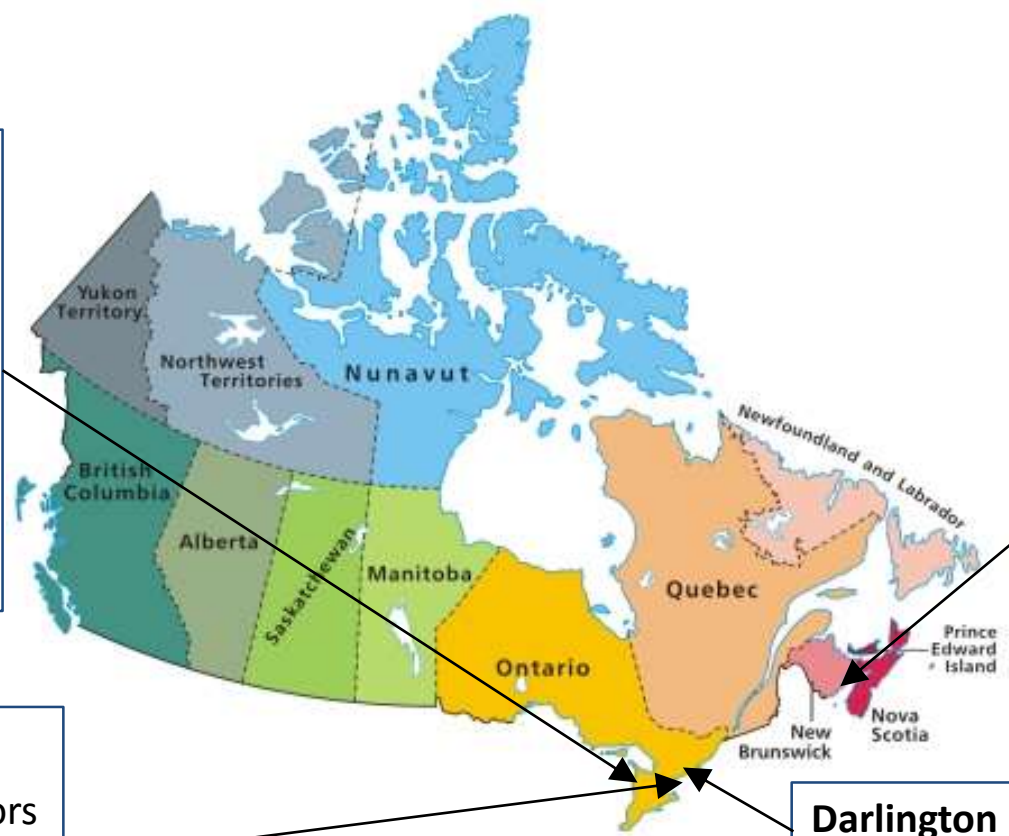 Yukon
Territory
Northwest
Territories
Nunavut
British
Columbia
Alberta
Saskatchewan
Manitoba
Ontario
Quebec
Newfoundland and Labrador
Prince
Edward
Island
Nova
Scotia
New
Brunswick
ors
Darlington